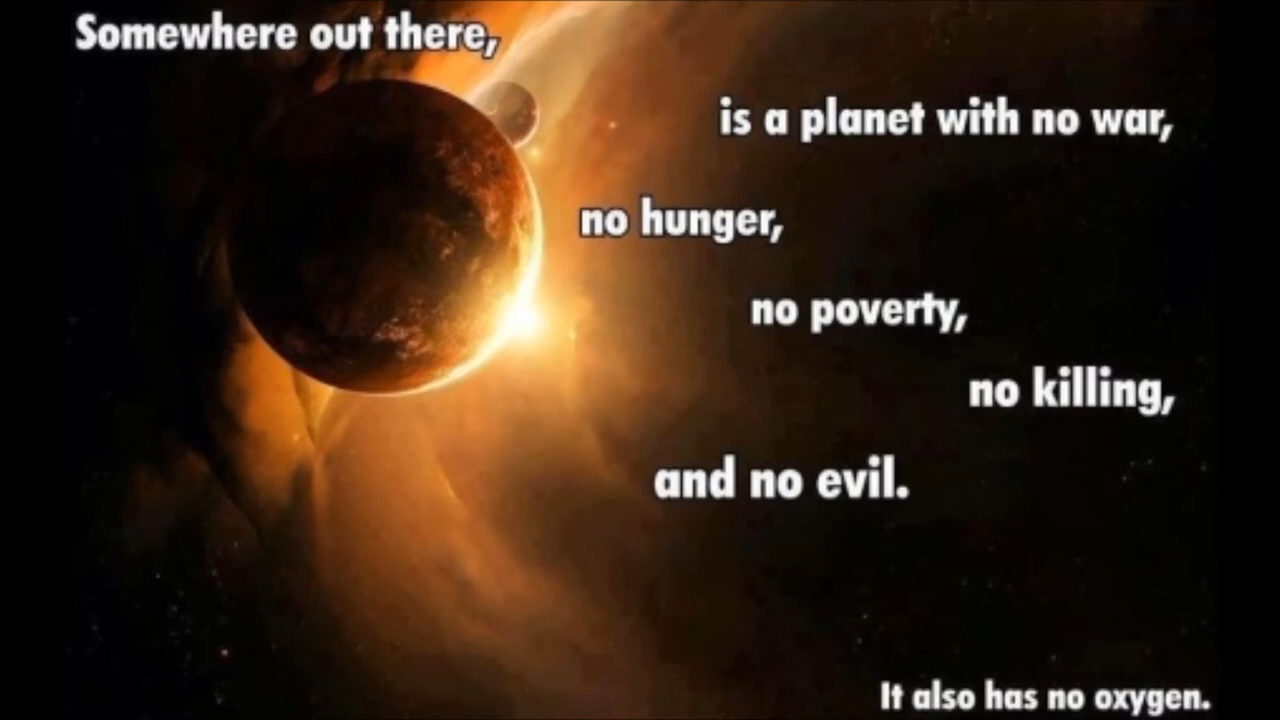 Somewhere out there,
is a planet with no war,
no hunger,
no poverty,
no killing,
and no evil.
It also has no oxygen.